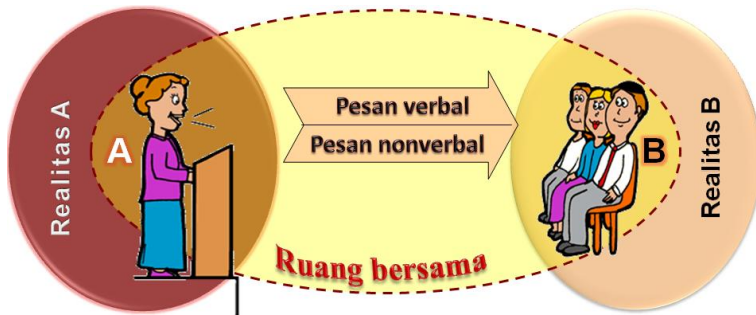 Realitas A
A
Pesan verbal
Pesan nonverbal
B
Realitas B
Ruang bersama